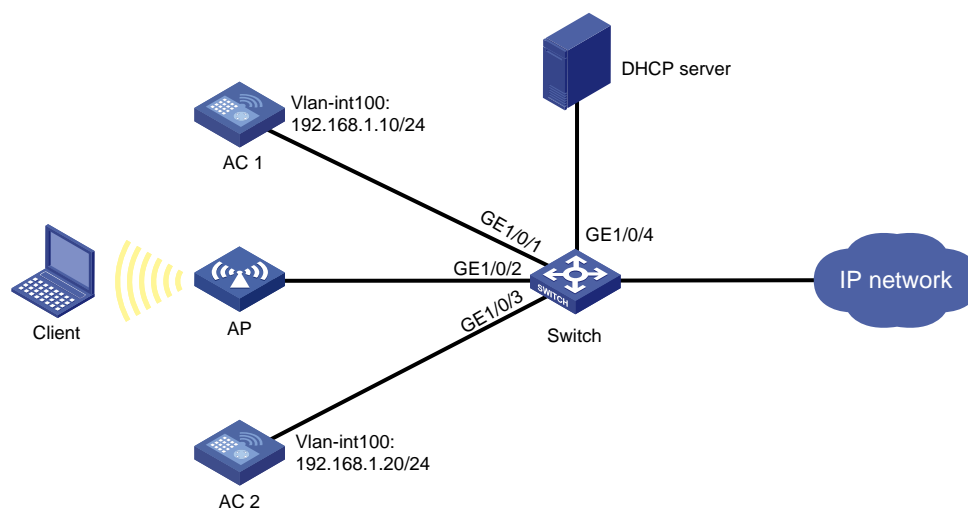 DHCP server
Vlan-int100:
192.168.1.10/24
AC 1
GE1/0/1
GE1/0/4
GE1/0/2
IP network
SWITCH
GE1/0/3
Client
AP
Switch
Vlan-int100:
192.168.1.20/24
AC 2